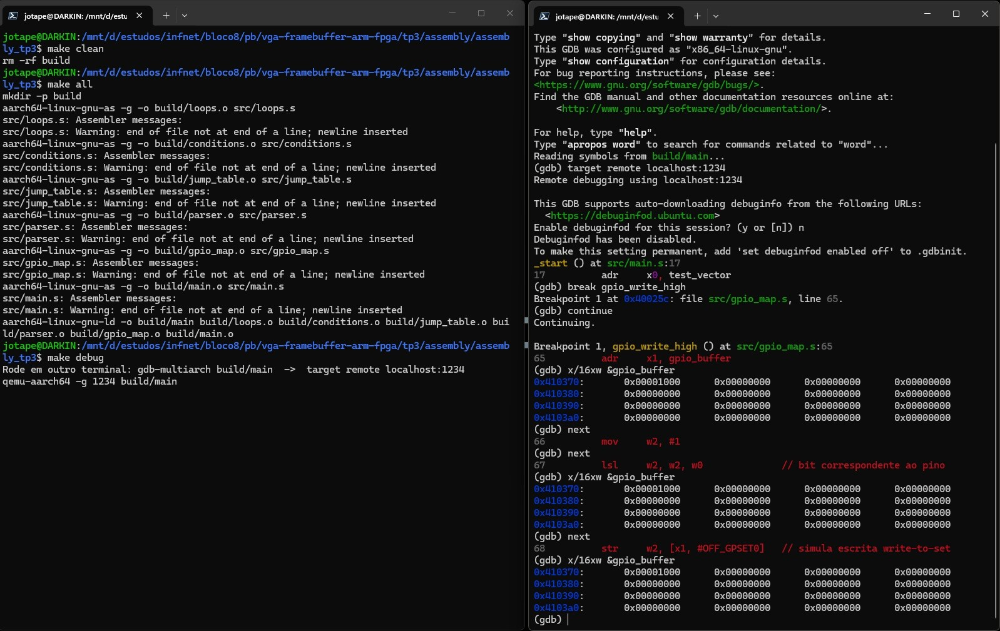 jotape@DARKIN: /mnt/d/estu
jotape@DARKIN:/mnt/d/estudos/infnet/bloco8/pb/vga-framebuffer-arm-fpga/tp3/assembly/assemb
ly_tp3$ make clean
rm -rf build
jotape@DARKIN:/mnt/d/estudos/infnet/bloco8/pb/vga-framebuffer-arm-fpga/tp3/assembly/assemb
ly_tp3$ make all
mkdir -p build
aarch64-linux-gnu-as -g -o build/loops.o src/loops.s
src/loops.s: Assembler messages:
src/loops.s: Warning: end of file not at end of a line; newline inserted
aarch64-linux-gnu-as -g -o build/conditions.o src/conditions.s
src/conditions.s: Assembler messages:
src/conditions.s: Warning: end of file not at end of a line; newline inserted
aarch64-linux-gnu-as -g -o build/jump_table.o src/jump_table.s
src/jump_table.s: Assembler messages:
src/jump_table.s: Warning: end of file not at end of a line; newline inserted
aarch64-linux-gnu-as -g -o build/parser.o src/parser.s
src/parser.s: Assembler messages:
src/parser.s: Warning: end of file not at end of a line; newline inserted
aarch64-linux-gnu-as -g -o build/gpio_map.o src/gpio_map.s
src/gpio_map.s: Assembler messages:
src/gpio_map.s: Warning: end of file not at end of a line; newline inserted
aarch64-linux-gnu-as -g -o build/main.o src/main.s
src/main.s: Assembler messages:
src/main.s: Warning: end of file not at end of a line; newline inserted
aarch64-linux-gnu-ld -o build/main build/loops.o build/conditions.o build/jump_table.o bui
ld/parser.o build/gpio_map.o build/main.o
jotape@DARKIN:/mnt/d/estudos/infnet/bloco8/pb/vga-framebuffer-arm-fpga/tp3/assembly/assemb
ly_tp3$ make debug
Rode em outro terminal: gdb-multiarch build/main  ->  target remote localhost:1234
qemu-aarch64 -g 1234 build/main
jotape@DARKIN: /mnt/d/estu
Type "show copying" and "show warranty" for details.
This GDB was configured as "x86_64-linux-gnu".
Type "show configuration" for configuration details.
For bug reporting instructions, please see:
<https://www.gnu.org/software/gdb/bugs/>.
Find the GDB manual and other documentation resources online at:
    <http://www.gnu.org/software/gdb/documentation/>.
For help, type "help".
Type "apropos word" to search for commands related to "word"...
Reading symbols from build/main...
(gdb) target remote localhost:1234
Remote debugging using localhost:1234
This GDB supports auto-downloading debuginfo from the following URLs:
  <https://debuginfod.ubuntu.com>
Enable debuginfod for this session? (y or [n]) n
Debuginfod has been disabled.
To make this setting permanent, add 'set debuginfod enabled off' to .gdbinit.
_start () at src/main.s:17
17          adr     x0, test_vector
(gdb) break gpio_write_high
Breakpoint 1 at 0x40025c: file src/gpio_map.s, line 65.
(gdb) continue
Continuing.
Breakpoint 1, gpio_write_high () at src/gpio_map.s:65
65          adr     x1, gpio_buffer
(gdb) x/16xw &gpio_buffer
0x410370:       0x00001000      0x00000000      0x00000000      0x00000000
0x410380:       0x00000000      0x00000000      0x00000000      0x00000000
0x410390:       0x00000000      0x00000000      0x00000000      0x00000000
0x4103a0:       0x00000000      0x00000000      0x00000000      0x00000000
(gdb) next
66          mov     w2, #1
(gdb) next
67          lsl     w2, w2, w0              // bit correspondente ao pino
(gdb) x/16xw &gpio_buffer
0x410370:       0x00001000      0x00000000      0x00000000      0x00000000
0x410380:       0x00000000      0x00000000      0x00000000      0x00000000
0x410390:       0x00000000      0x00000000      0x00000000      0x00000000
0x4103a0:       0x00000000      0x00000000      0x00000000      0x00000000
(gdb) next
68          str     w2, [x1, #OFF_GPSET0]   // simula escrita write-to-set
(gdb) x/16xw &gpio_buffer
0x410370:       0x00001000      0x00000000      0x00000000      0x00000000
0x410380:       0x00000000      0x00000000      0x00000000      0x00000000
0x410390:       0x00000000      0x00000000      0x00000000      0x00000000
0x4103a0:       0x00000000      0x00000000      0x00000000      0x00000000
(gdb)